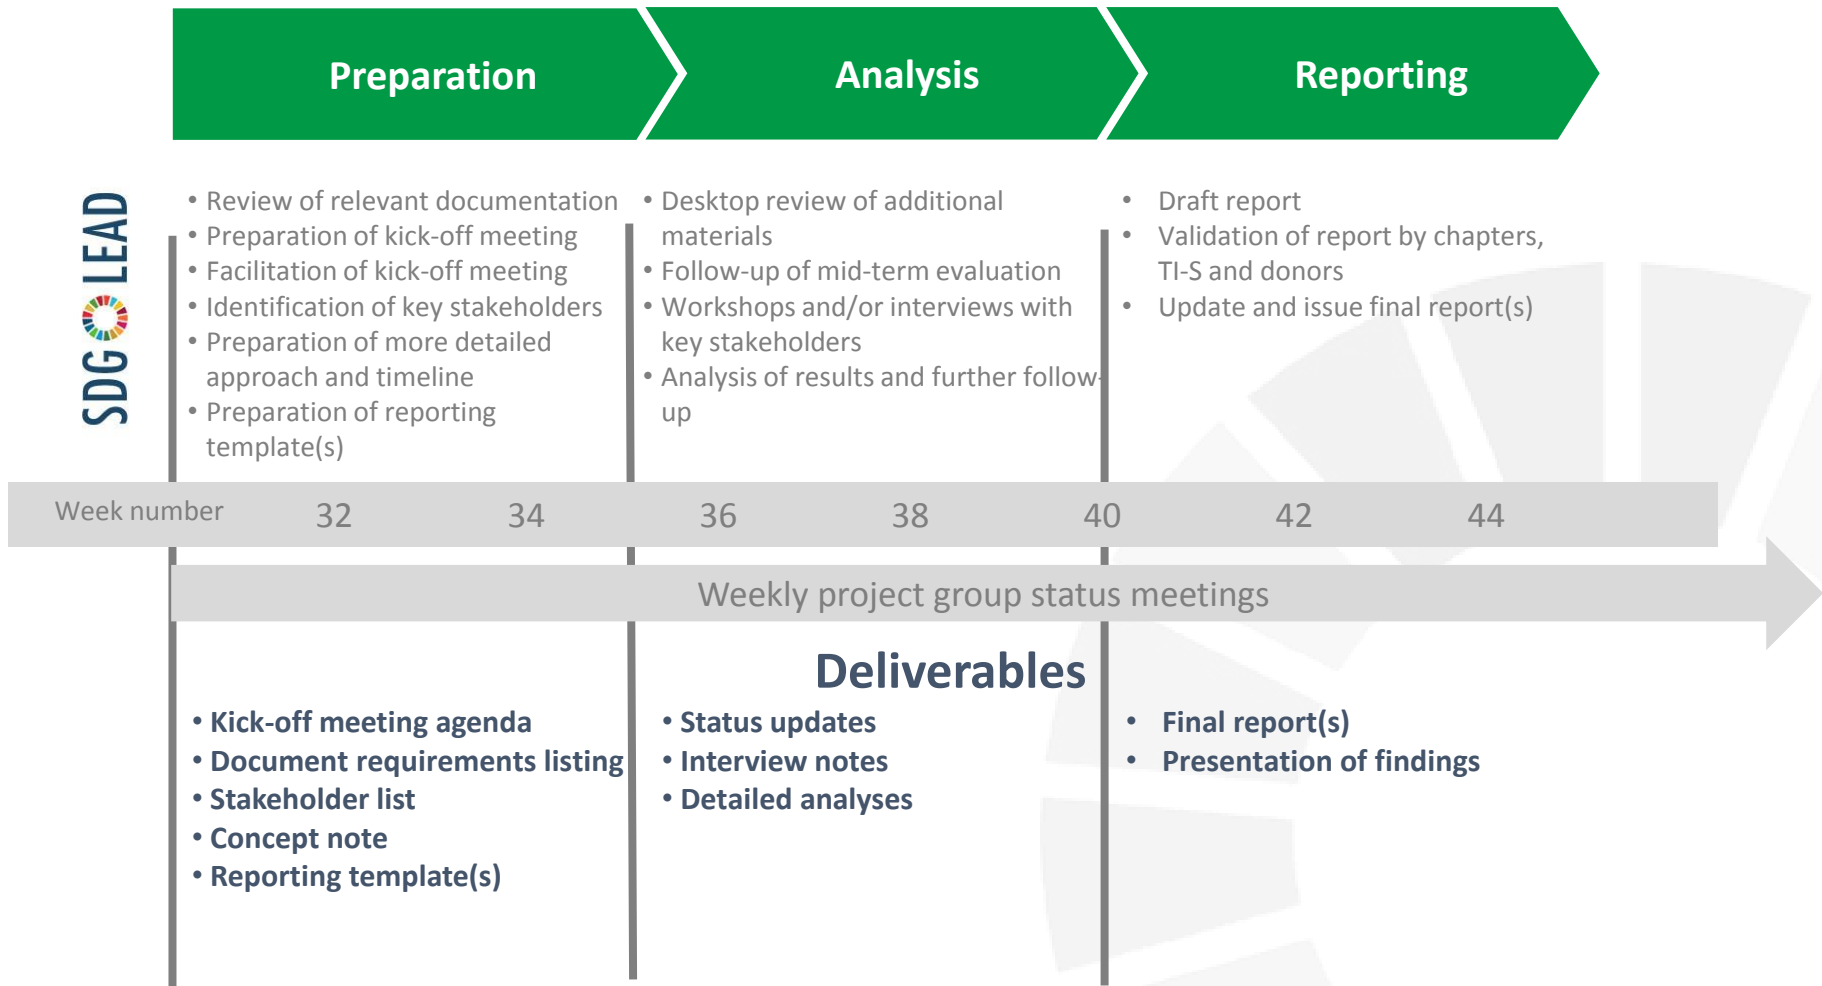 Preparation
Analysis
Reporting
SDG LEAD
• Review of relevant documentation
• Preparation of kick-off meeting
• Facilitation of kick-off meeting
• Identification of key stakeholders
• Preparation of more detailed
approach and timeline
• Preparation of reporting
template(s)
• Desktop review of additional
materials
• Follow-up of mid-term evaluation
• Workshops and/or interviews with
key stakeholders
• Analysis of results and further follow-
up
• Draft report
• Validation of report by chapters,
TI-S and donors
• Update and issue final report(s)
Week number 32 34 36 38 40 42 44
Weekly project group status meetings
Deliverables
• Kick-off meeting agenda
• Document requirements listing
• Stakeholder list
• Concept note
• Reporting template(s)
• Status updates
• Interview notes
• Detailed analyses
• Final report(s)
• Presentation of findings